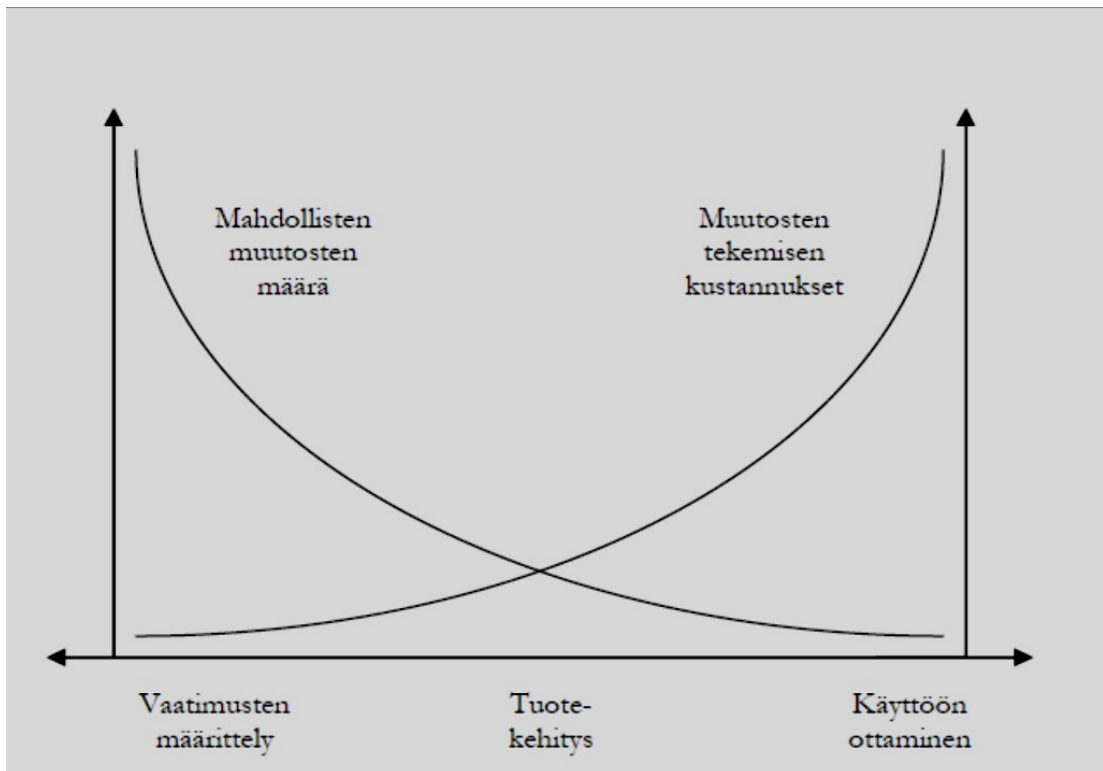 Mahdollisten
muutosten
määrä
Muutosten
tekemisen
kustannukset
Vaatimusten
määrittely
Tuote-
kehitys
Käyttöön
ottaminen